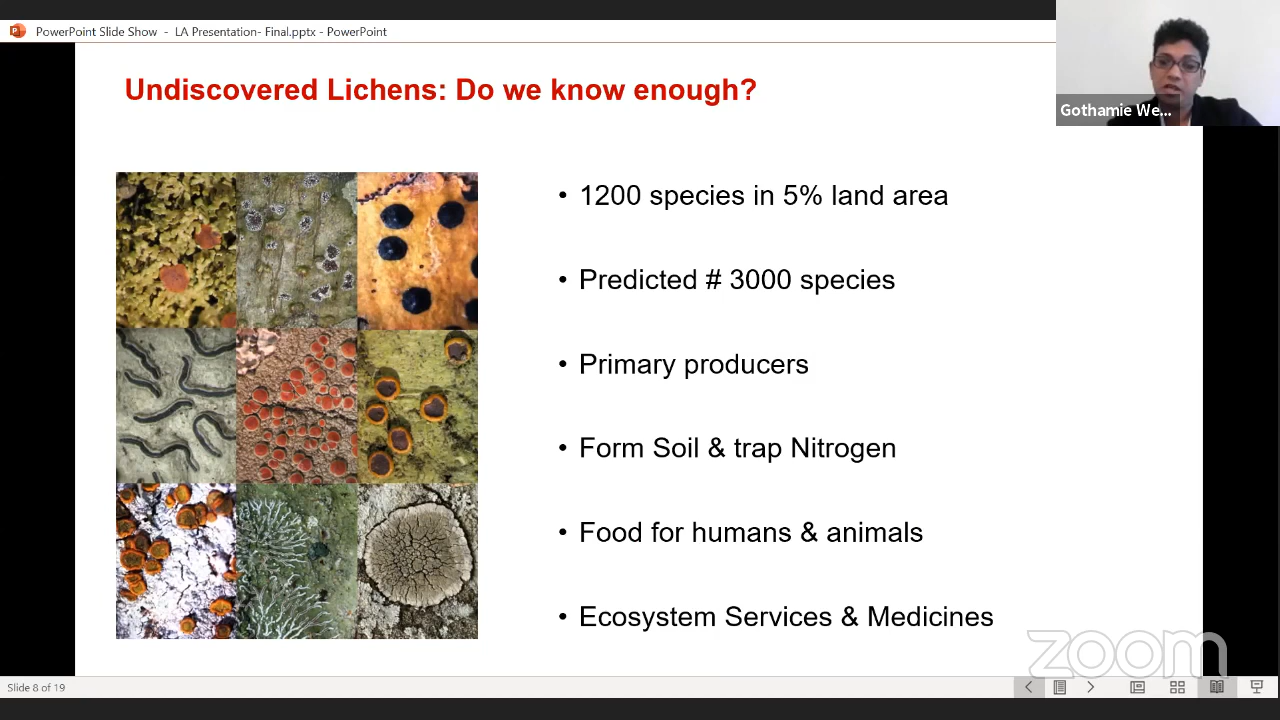 PowerPoint Slide Show - LA Presentation- Final.pptx - PowerPoint
Gothamie We...
Undiscovered Lichens: Do we know enough?
• 1200 species in 5% land area
• Predicted # 3000 species
• Primary producers
• Form Soil & trap Nitrogen
• Food for humans & animals
• Ecosystem Services & Medicines
zoom
Slide 8 of 19